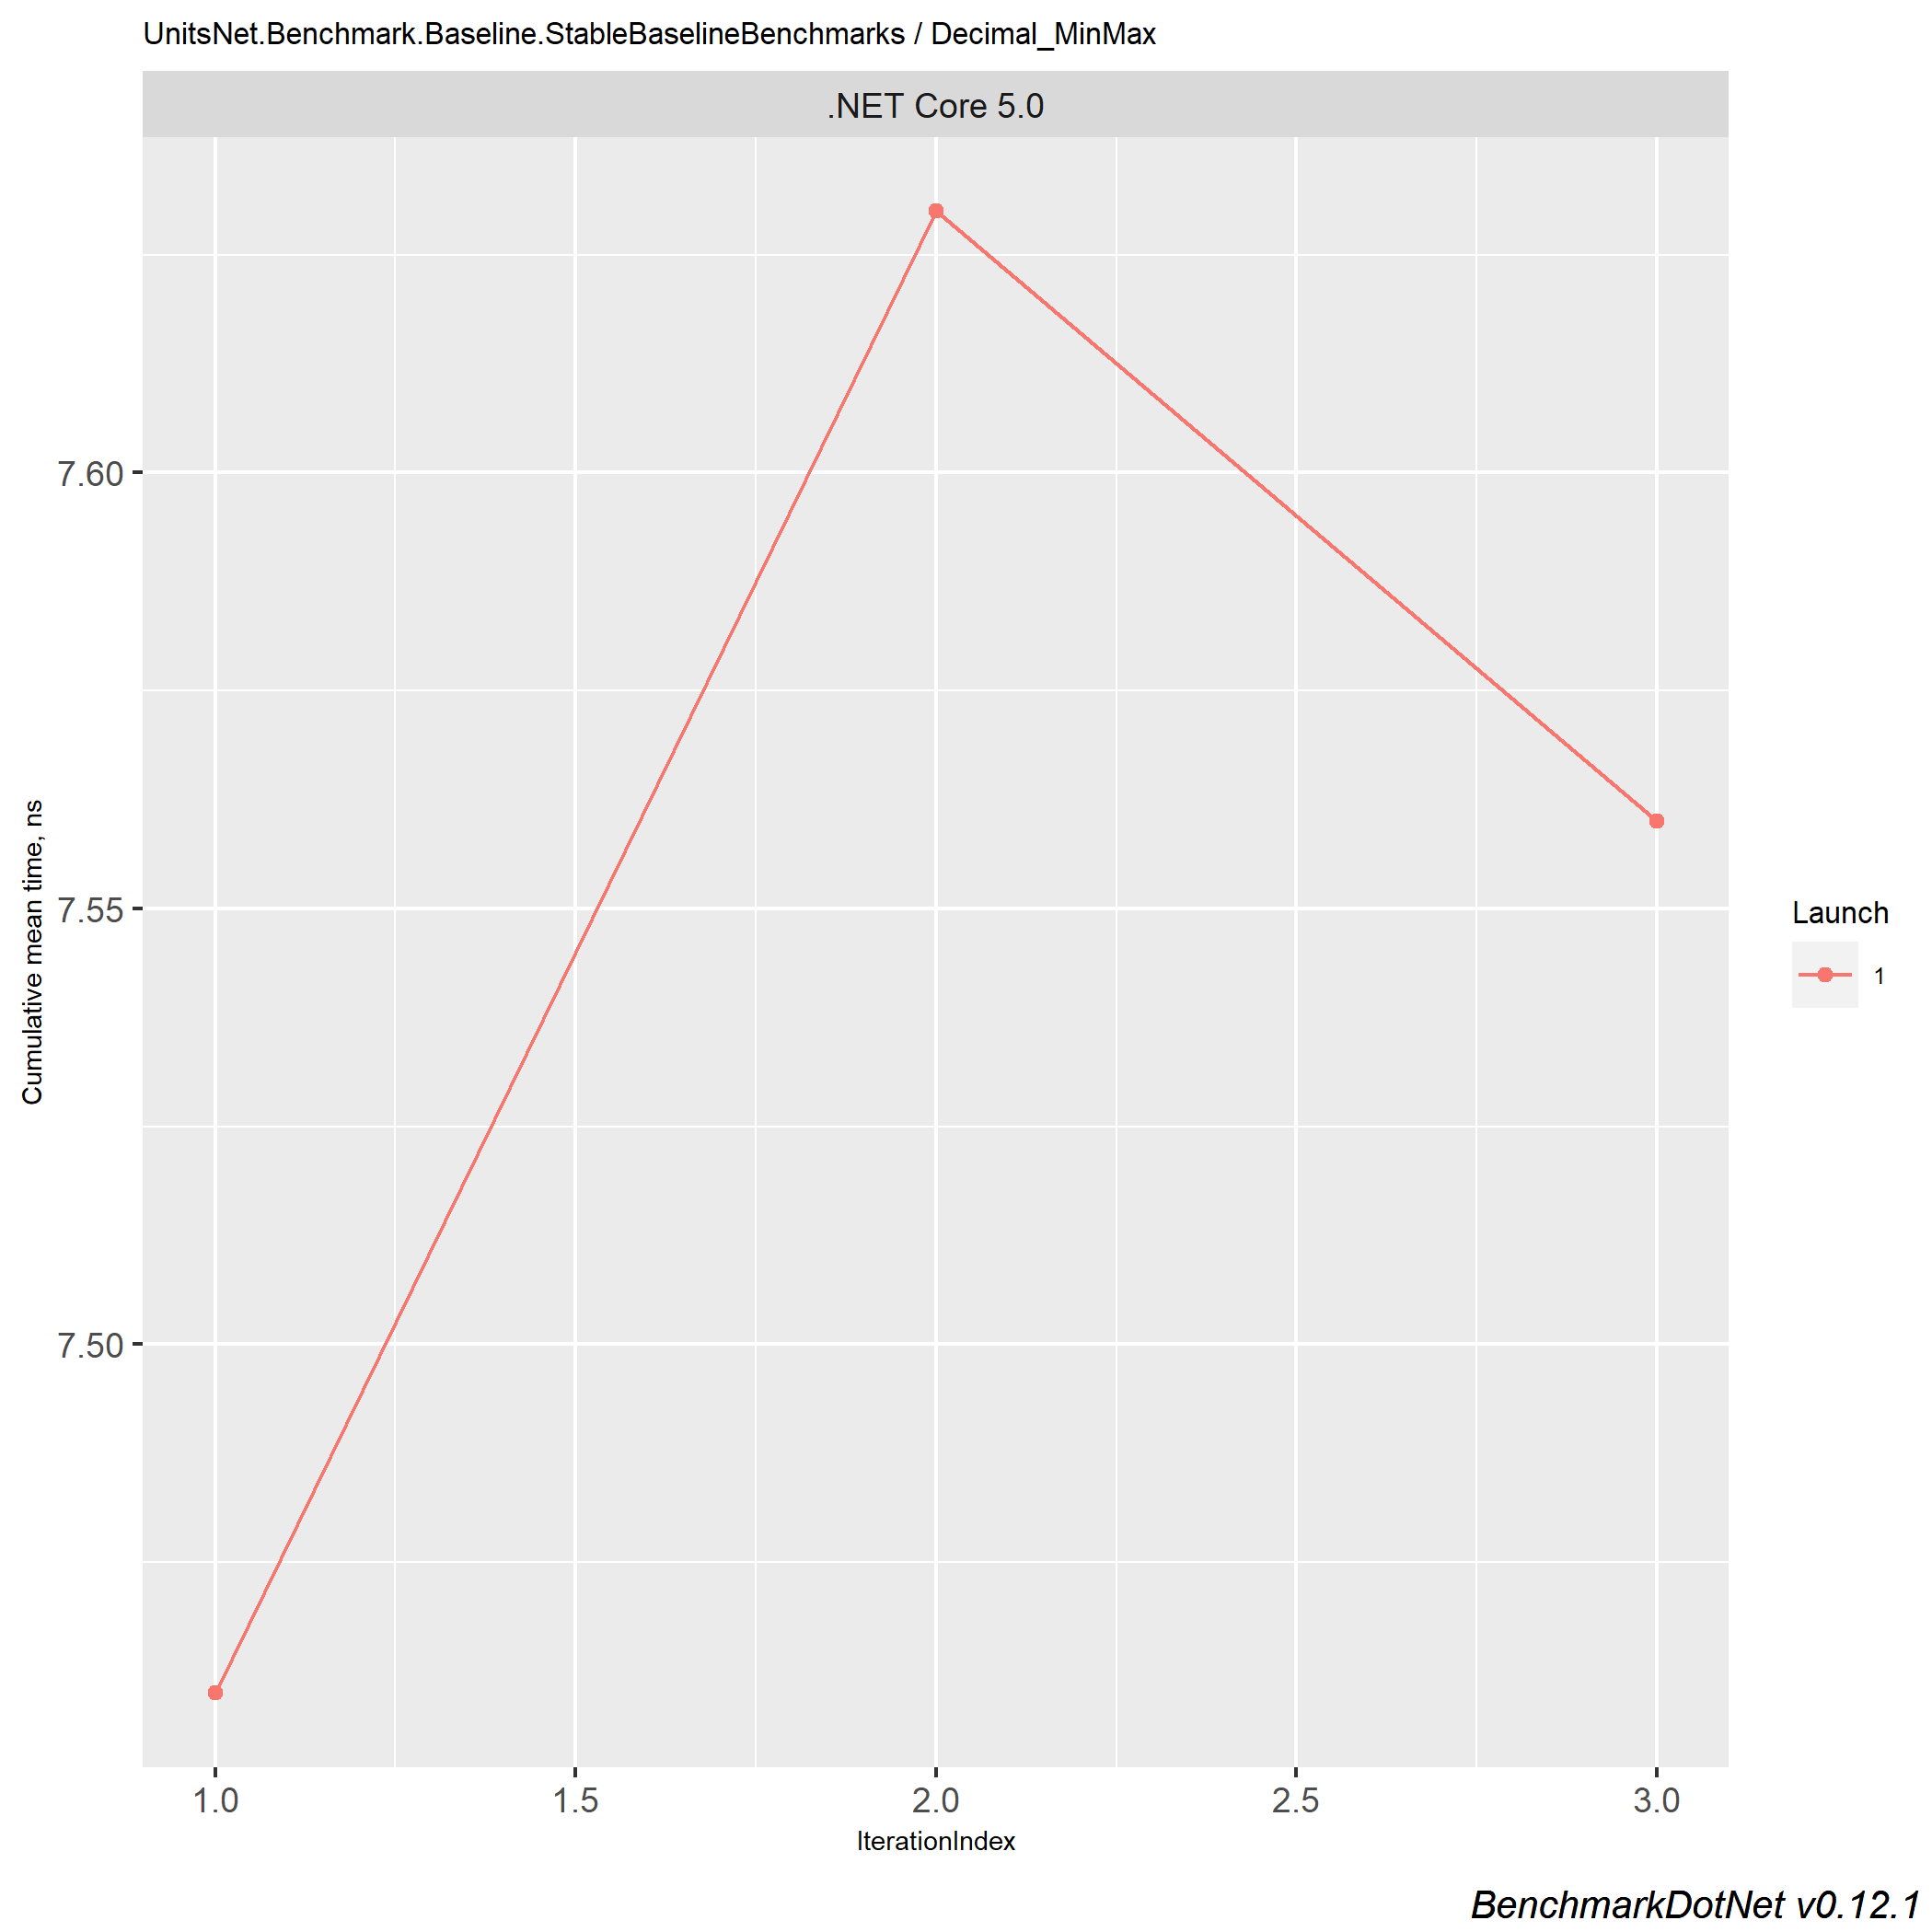 UnitsNet.Benchmark.Baseline.StableBaselineBenchmarks / Decimal_MinMax
.NET Core 5.0
Cumulative mean time, ns
7.60
7.55
7.50
1.0 1.5 2.0 2.5 3.0
IterationIndex
Launch
1
BenchmarkDotNet v0.12.1